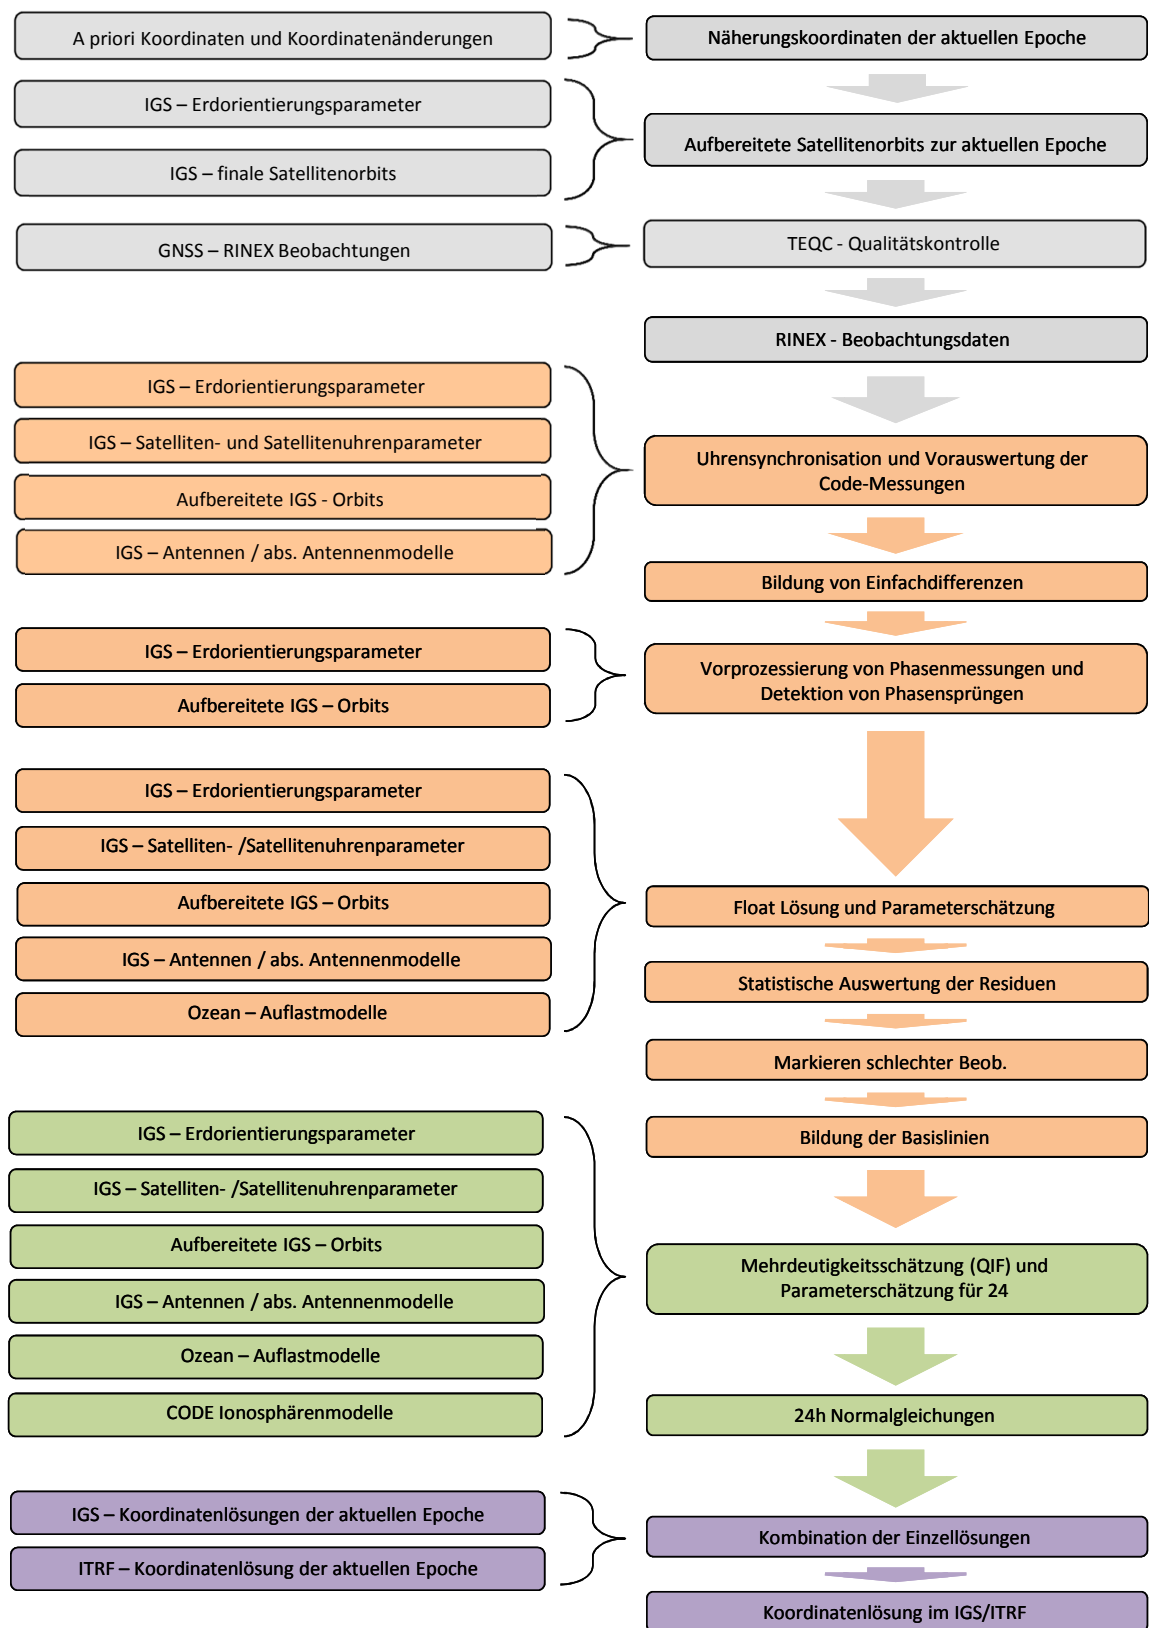 A priori Koordinaten und Koordinatenänderungen
Näherungskoordinaten der aktuellen Epoche
IGS – Erdorientierungsparameter
IGS – finale Satellitenorbits
Aufbereitete Satellitenorbits zur aktuellen Epoche
GNSS – RINEX Beobachtungen
TEQC - Qualitätskontrolle
RINEX - Beobachtungsdaten
IGS – Erdorientierungsparameter
IGS – Satelliten- und Satellitenuhrenparameter
Aufbereitete IGS - Orbits
IGS – Antennen / abs. Antennenmodelle
Uhrensynchronisation und Vorauswertung der
Code-Messungen
Bildung von Einfachdifferenzen
IGS – Erdorientierungsparameter
Aufbereitete IGS – Orbits
Vorprozessierung von Phasenmessungen und
Detektion von Phasensprüngen
IGS – Erdorientierungsparameter
IGS – Satelliten- /Satellitenuhrenparameter
Aufbereitete IGS – Orbits
IGS – Antennen / abs. Antennenmodelle
Ozean – Auflastmodelle
Float Lösung und Parameterschätzung
Statistische Auswertung der Residuen
Markieren schlechter Beob.
Bildung der Basislinien
IGS – Erdorientierungsparameter
IGS – Satelliten- /Satellitenuhrenparameter
Aufbereitete IGS – Orbits
IGS – Antennen / abs. Antennenmodelle
Ozean – Auflastmodelle
CODE Ionosphärenmodelle
Mehrdeutigkeitsschätzung (QIF) und
Parameterschätzung für 24
24h Normalgleichungen
IGS – Koordinatenlösungen der aktuellen Epoche
ITRF – Koordinatenlösung der aktuellen Epoche
Kombination der Einzellösungen
Koordinatenlösung im IGS/ITRF